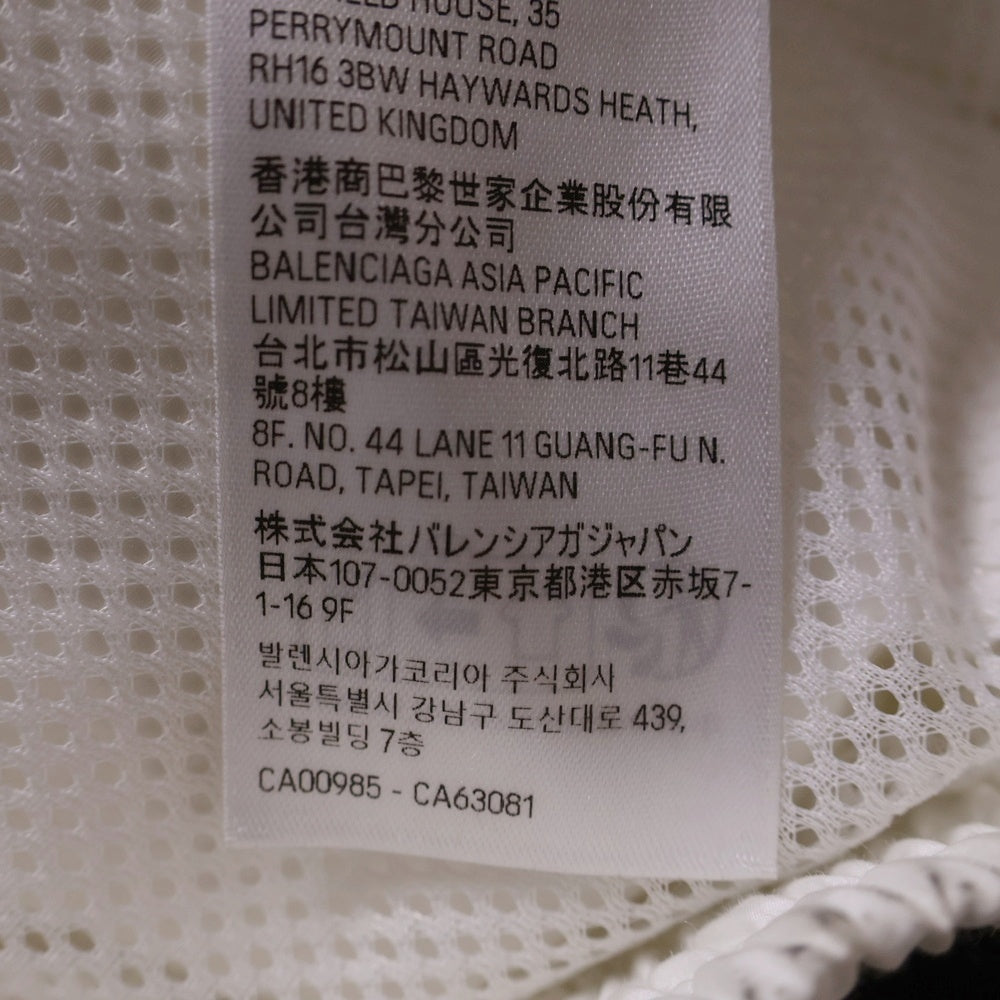 HOUSE, 35
PERRYMOUNT ROAD
RH16 3BW HAYWARDS HEATH,
UNITED KINGDOM
香港商巴黎世家企業股份有限
公司台灣分公司
BALENCIAGA ASIA PACIFIC
LIMITED TAIWAN BRANCH
台北市松山區光復北路11巷44
號8樓
8F. NO. 44 LANE 11 GUANG-FU N.
ROAD, TAPEI, TAIWAN
株式会社バレンシアガジャパン
日本107-0052東京都港区赤坂7-
1-16 9F
발렌시아가코리아 주식회사
서울특별시 강남구 도산대로 439,
소봉빌딩 7층
CA00985 - CA63081